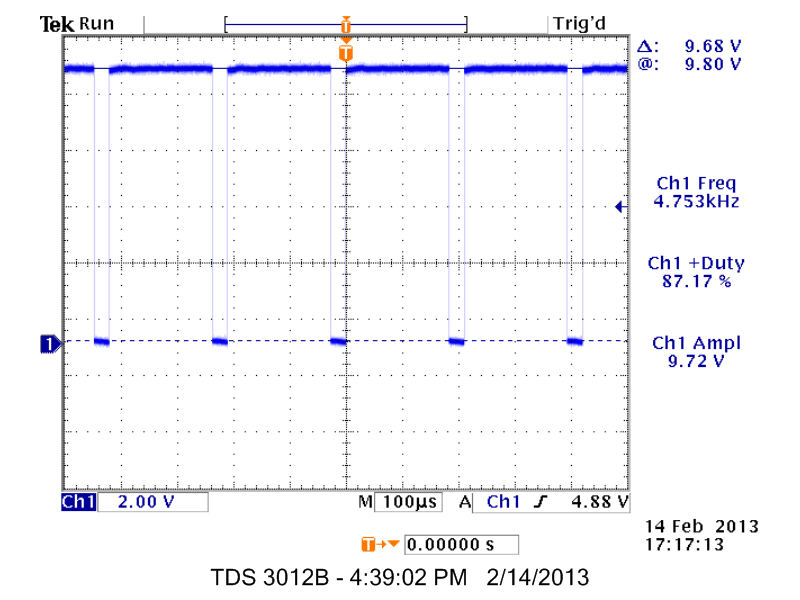 Tek Run Trig'd
T
T
Δ: 9.68 V
@: 9.80 V
Ch1 Freq
4.753kHz
Ch1 +Duty
87.17 %
1
Ch1 Ampl
9.72 V
Ch1 2.00 V M 100µs A Ch1 ʃ 4.88 V
14 Feb 2013
17:17:13
T→▼ 0.00000 s
TDS 3012B - 4:39:02 PM 2/14/2013